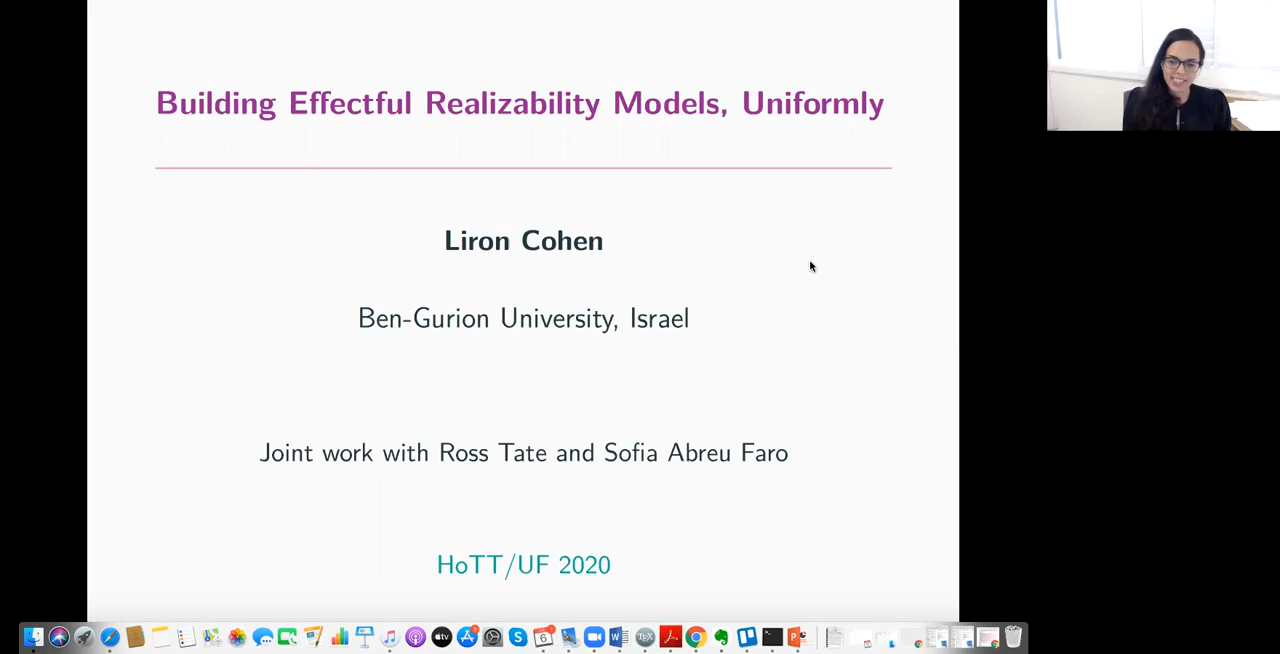 Building Effectful Realizability Models, Uniformly
Liron Cohen
Ben-Gurion University, Israel
Joint work with Ross Tate and Sofia Abreu Faro
HoTT/UF 2020